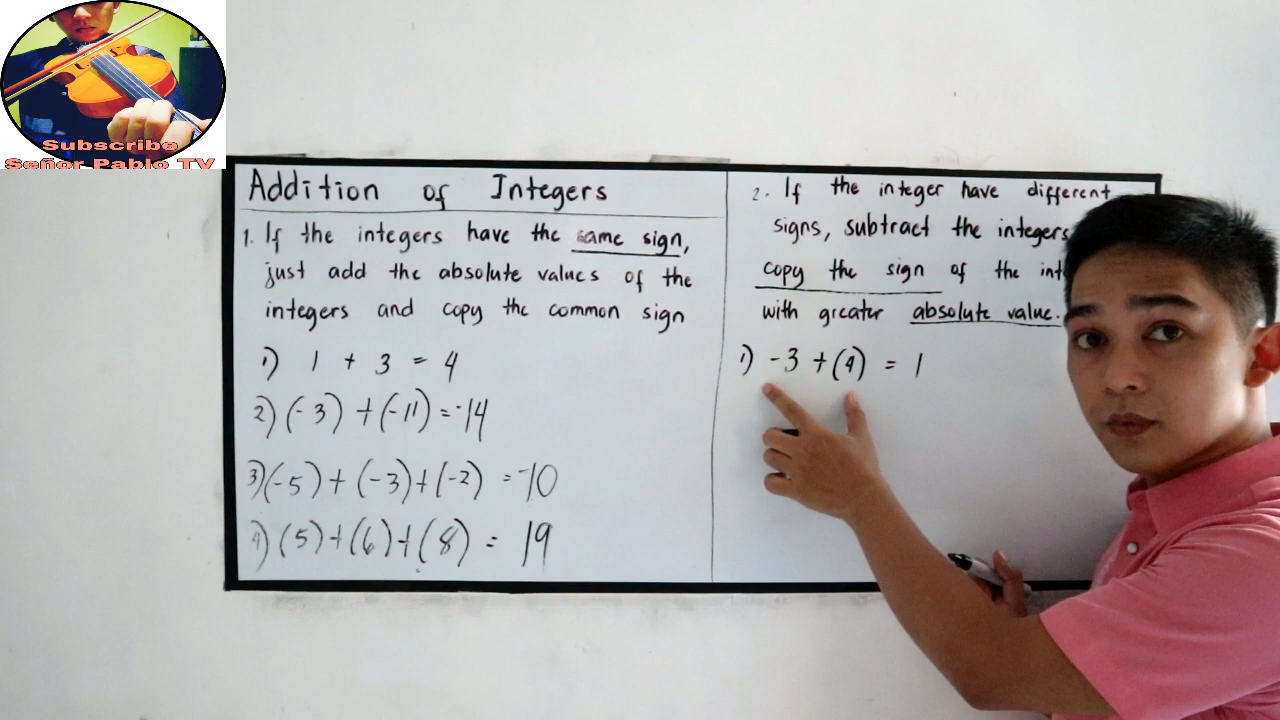 Subscribe
Señor Pablo TV
Addition of Integers
1. If the integers have the same sign,
just add the absolute values of the
integers and copy the common sign
1) 1 + 3 = 4
2) (-3) + (-11) = -14
3) (-5) + (-3) + (-2) = -10
4) (5) + (6) + (8) = 19
2. If the integer have different
signs, subtract the integers
copy the sign of the
with greater absolute value.
1) -3 + (4) = 1